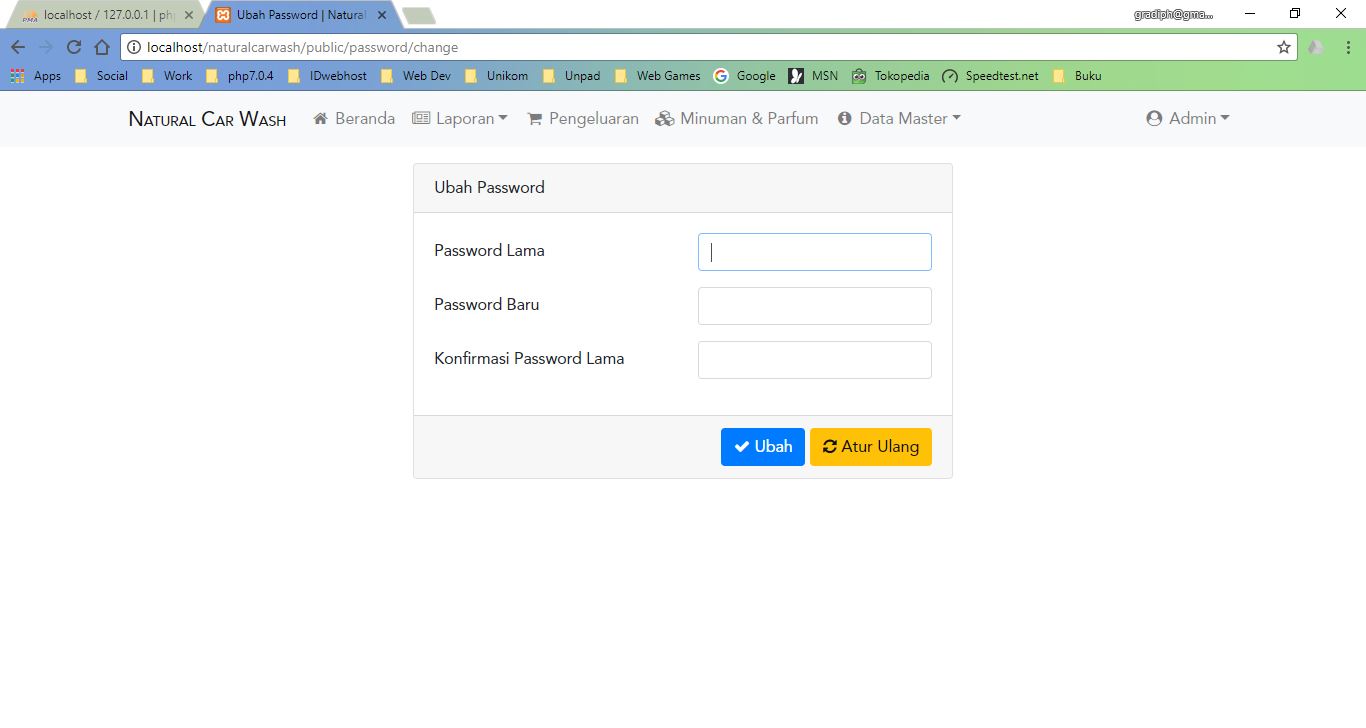 localhost / 127.0.0.1 | ph
Ubah Password | Natural
gradiph@gma...
localhost/naturalcarwash/public/password/change
Apps Social Work php7.0.4 IDwebhost Web Dev Unikom Unpad Web Games Google MSN Tokopedia Speedtest.net Buku
Natural Car Wash Beranda Laporan Pengeluaran Minuman & Parfum Data Master Admin
Ubah Password
Password Lama
Password Baru
Konfirmasi Password Lama
Ubah Atur Ulang